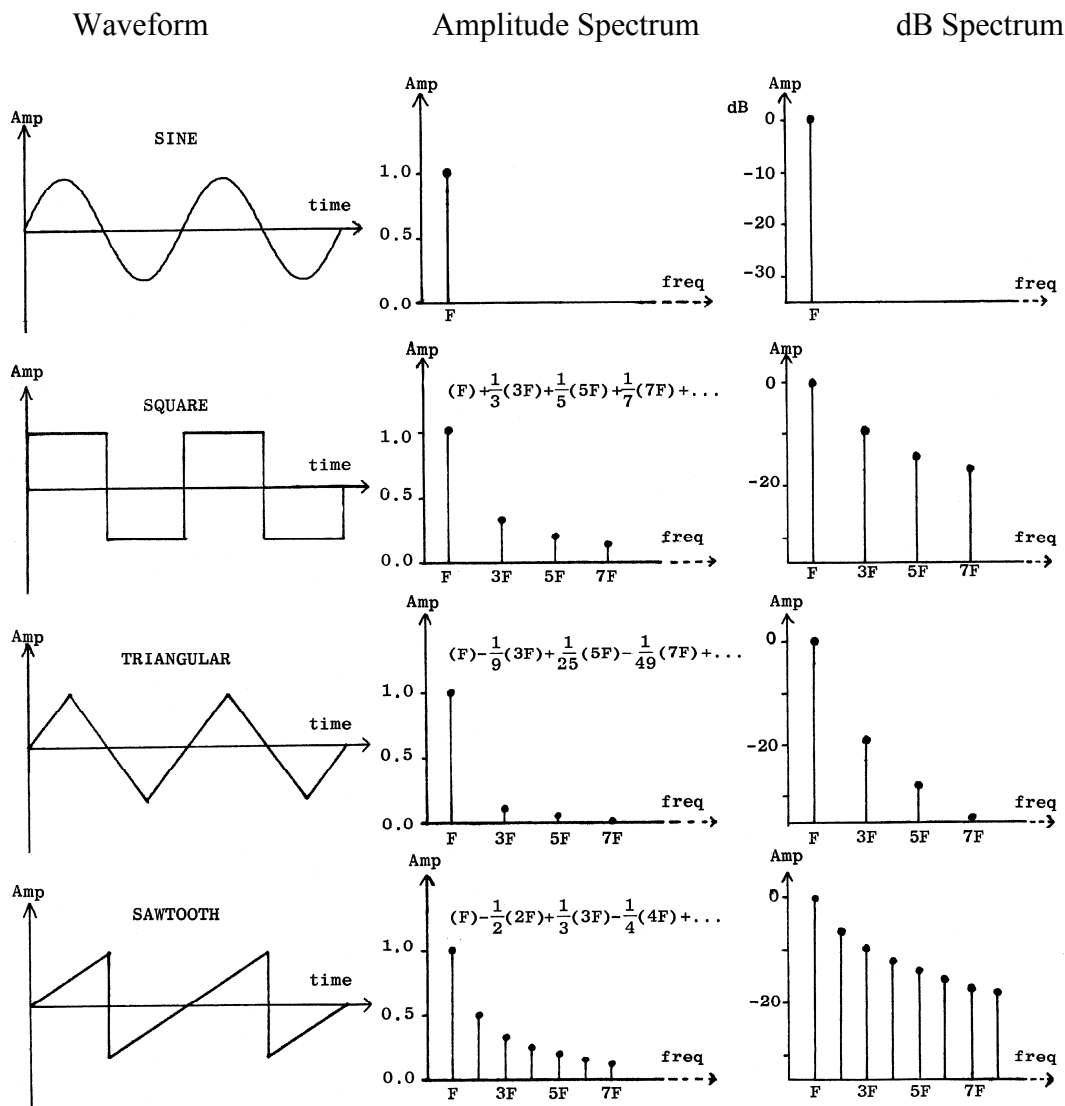 Waveform Amplitude Spectrum dB Spectrum
Amp
SINE
time
Amp
1.0
0.5
0.0
F
freq
Amp
dB
0
-10
-20
-30
F
freq
Amp
SQUARE
time
Amp
(F)+1/3(3F)+1/5(5F)+1/7(7F)+...
1.0
0.5
0.0
F 3F 5F 7F
freq
Amp
0
-20
F 3F 5F 7F
freq
Amp
TRIANGULAR
time
Amp
(F)-1/9(3F)+1/25(5F)-1/49(7F)+...
1.0
0.5
0.0
F 3F 5F 7F
freq
Amp
0
-20
F 3F 5F 7F
freq
Amp
SAWTOOTH
time
Amp
(F)-1/2(2F)+1/3(3F)-1/4(4F)+...
1.0
0.5
0.0
F 3F 5F 7F
freq
Amp
0
-20
F 3F 5F 7F
freq